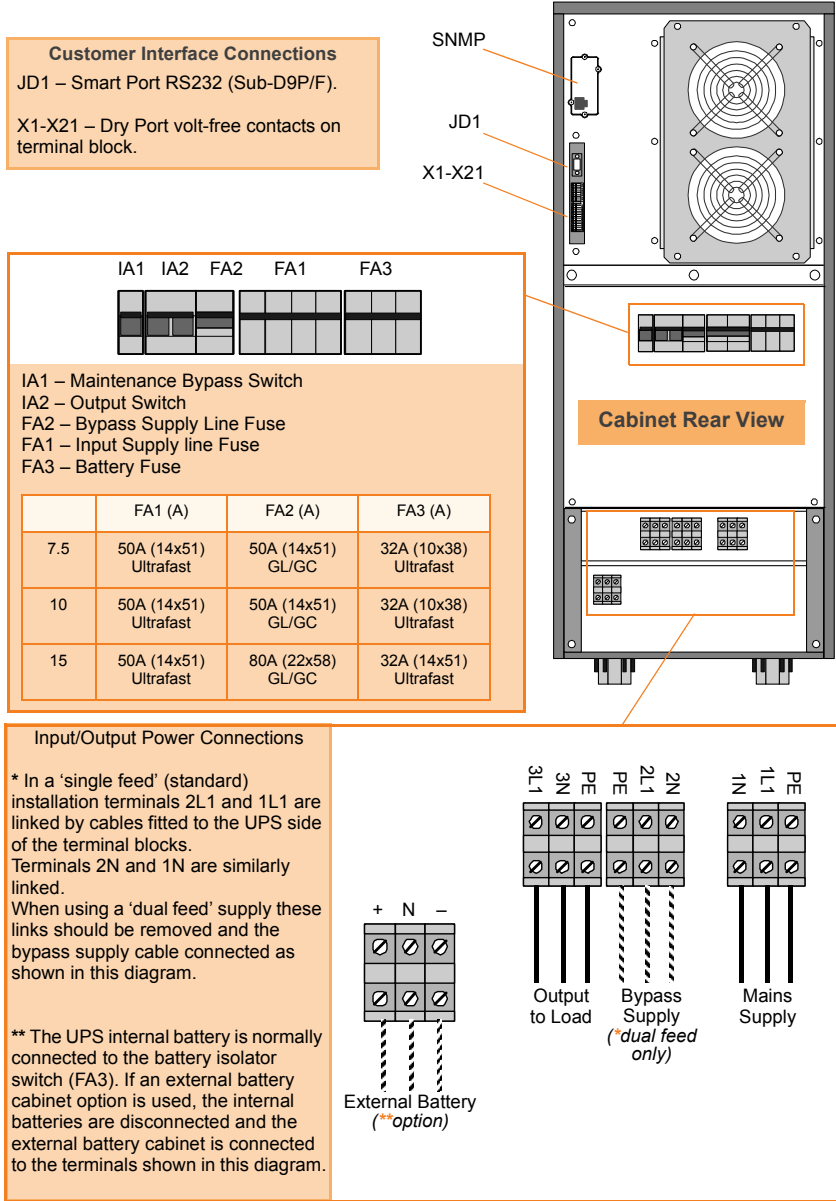 Customer Interface Connections
JD1 – Smart Port RS232 (Sub-D9P/F).
X1-X21 – Dry Port volt-free contacts on
terminal block.
SNMP
JD1
X1-X21
IA1 IA2 FA2 FA1 FA3
IA1 – Maintenance Bypass Switch
IA2 – Output Switch
FA2 – Bypass Supply Line Fuse
FA1 – Input Supply line Fuse
FA3 – Battery Fuse
FA1 (A) FA2 (A) FA3 (A)
7.5 50A (14x51) 50A (14x51) 32A (10x38)
Ultrafast GL/GC Ultrafast
10 50A (14x51) 50A (14x51) 32A (10x38)
Ultrafast GL/GC Ultrafast
15 50A (14x51) 80A (22x58) 32A (14x51)
Ultrafast GL/GC Ultrafast
Cabinet Rear View
Input/Output Power Connections
* In a ‘single feed’ (standard)
installation terminals 2L1 and 1L1 are
linked by cables fitted to the UPS side
of the terminal blocks.
Terminals 2N and 1N are similarly
linked.
When using a ‘dual feed’ supply these
links should be removed and the
bypass supply cable connected as
shown in this diagram.
** The UPS internal battery is normally
connected to the battery isolator
switch (FA3). If an external battery
cabinet option is used, the internal
batteries are disconnected and the
external battery cabinet is connected
to the terminals shown in this diagram.
+ N –
External Battery
(**option)
3L1 3N PE PE 2L1 2N 1N 1L1 PE
Output
to Load
Bypass
Supply
(*dual feed
only)
Mains
Supply